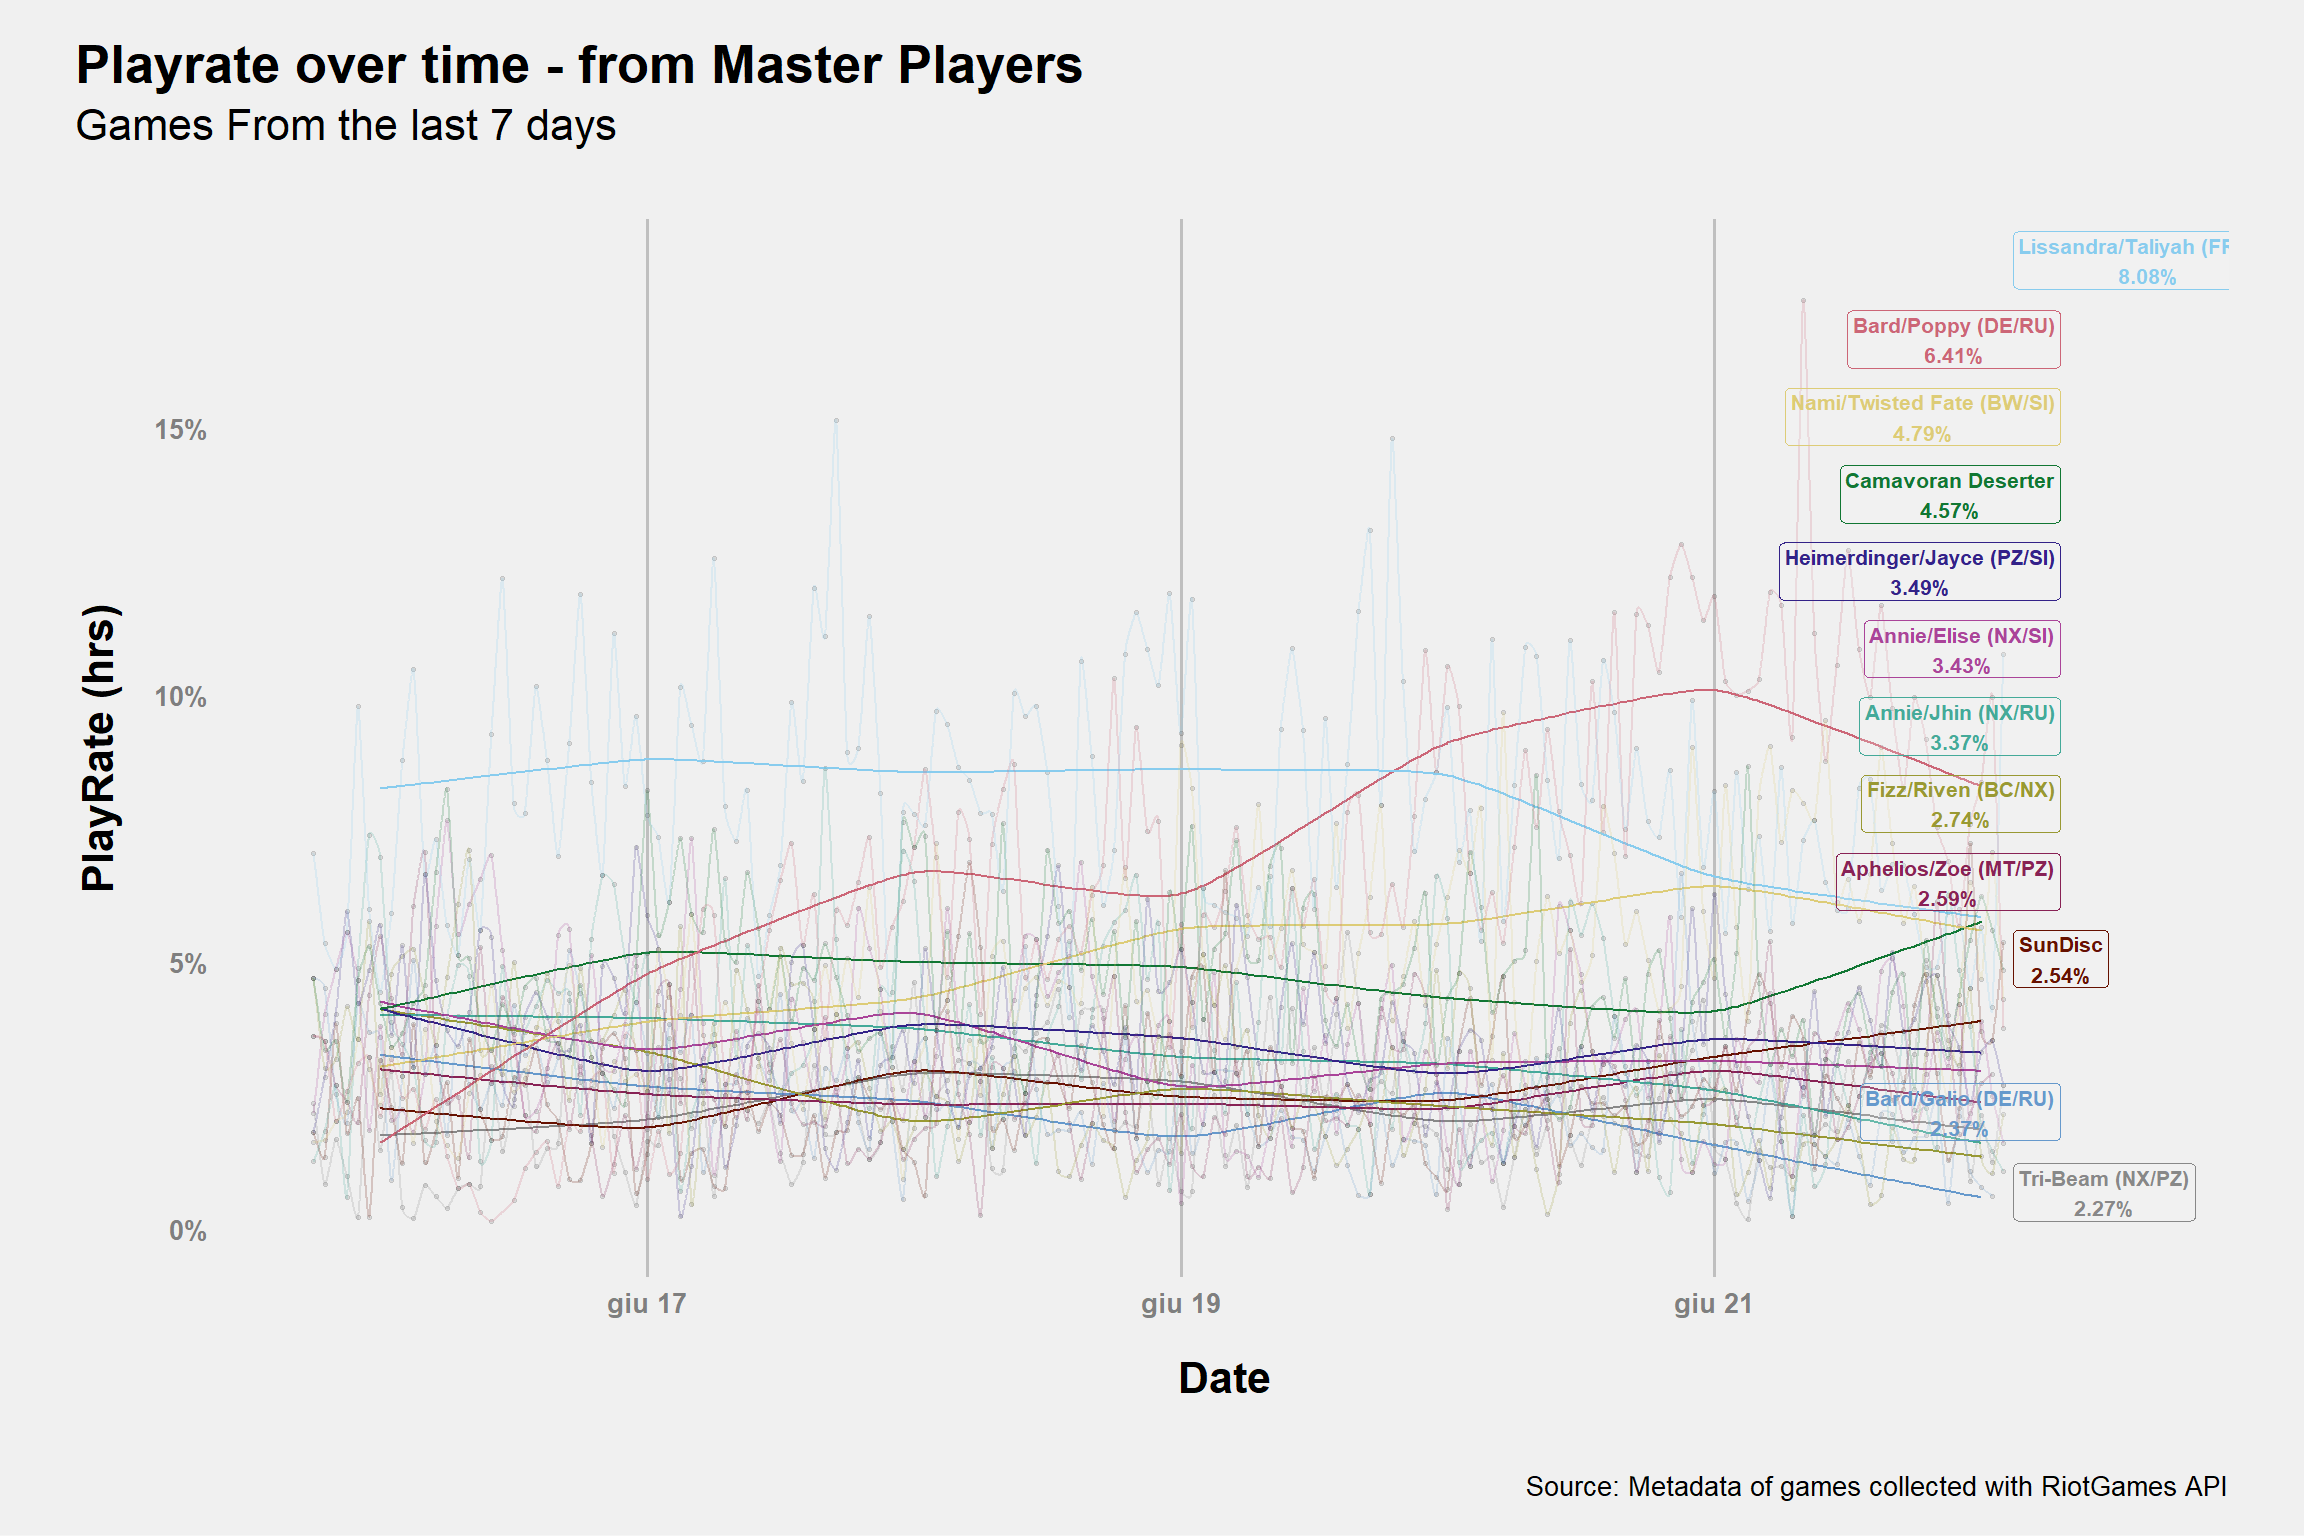 Playrate over time - from Master Players
Games From the last 7 days
Lissandra/Taliyah (FR
8.08%
Bard/Poppy (DE/RU)
6.41%
Nami/Twisted Fate (BW/SI)
4.79%
Camavoran Deserter
4.57%
Heimerdinger/Jayce (PZ/SI)
3.49%
Annie/Elise (NX/SI)
3.43%
Annie/Jhin (NX/RU)
3.37%
Fizz/Riven (BC/NX)
2.74%
Aphelios/Zoe (MT/PZ)
2.59%
SunDisc
2.54%
Bard/Galio (DE/RU)
2.37%
Tri-Beam (NX/PZ)
2.27%
PlayRate (hrs)
15%
10%
5%
0%
giu 17
giu 19
giu 21
Date
Source: Metadata of games collected with RiotGames API